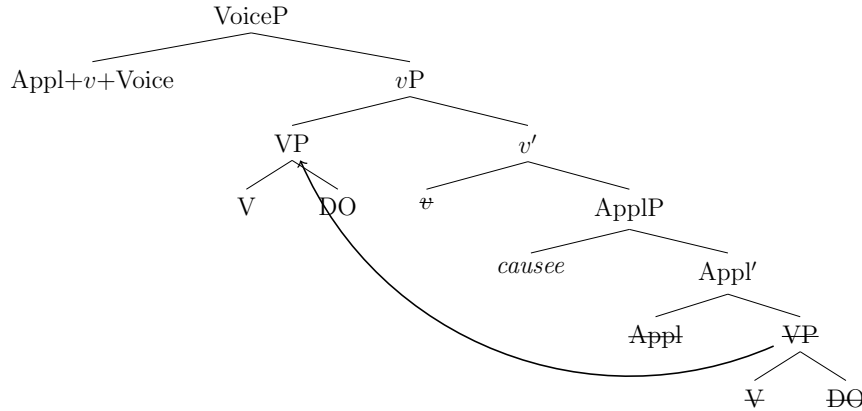 VoiceP
Appl+v+Voice vP
VP v′
V DO v ApplP
causee Appl′
Appl VP
V DO